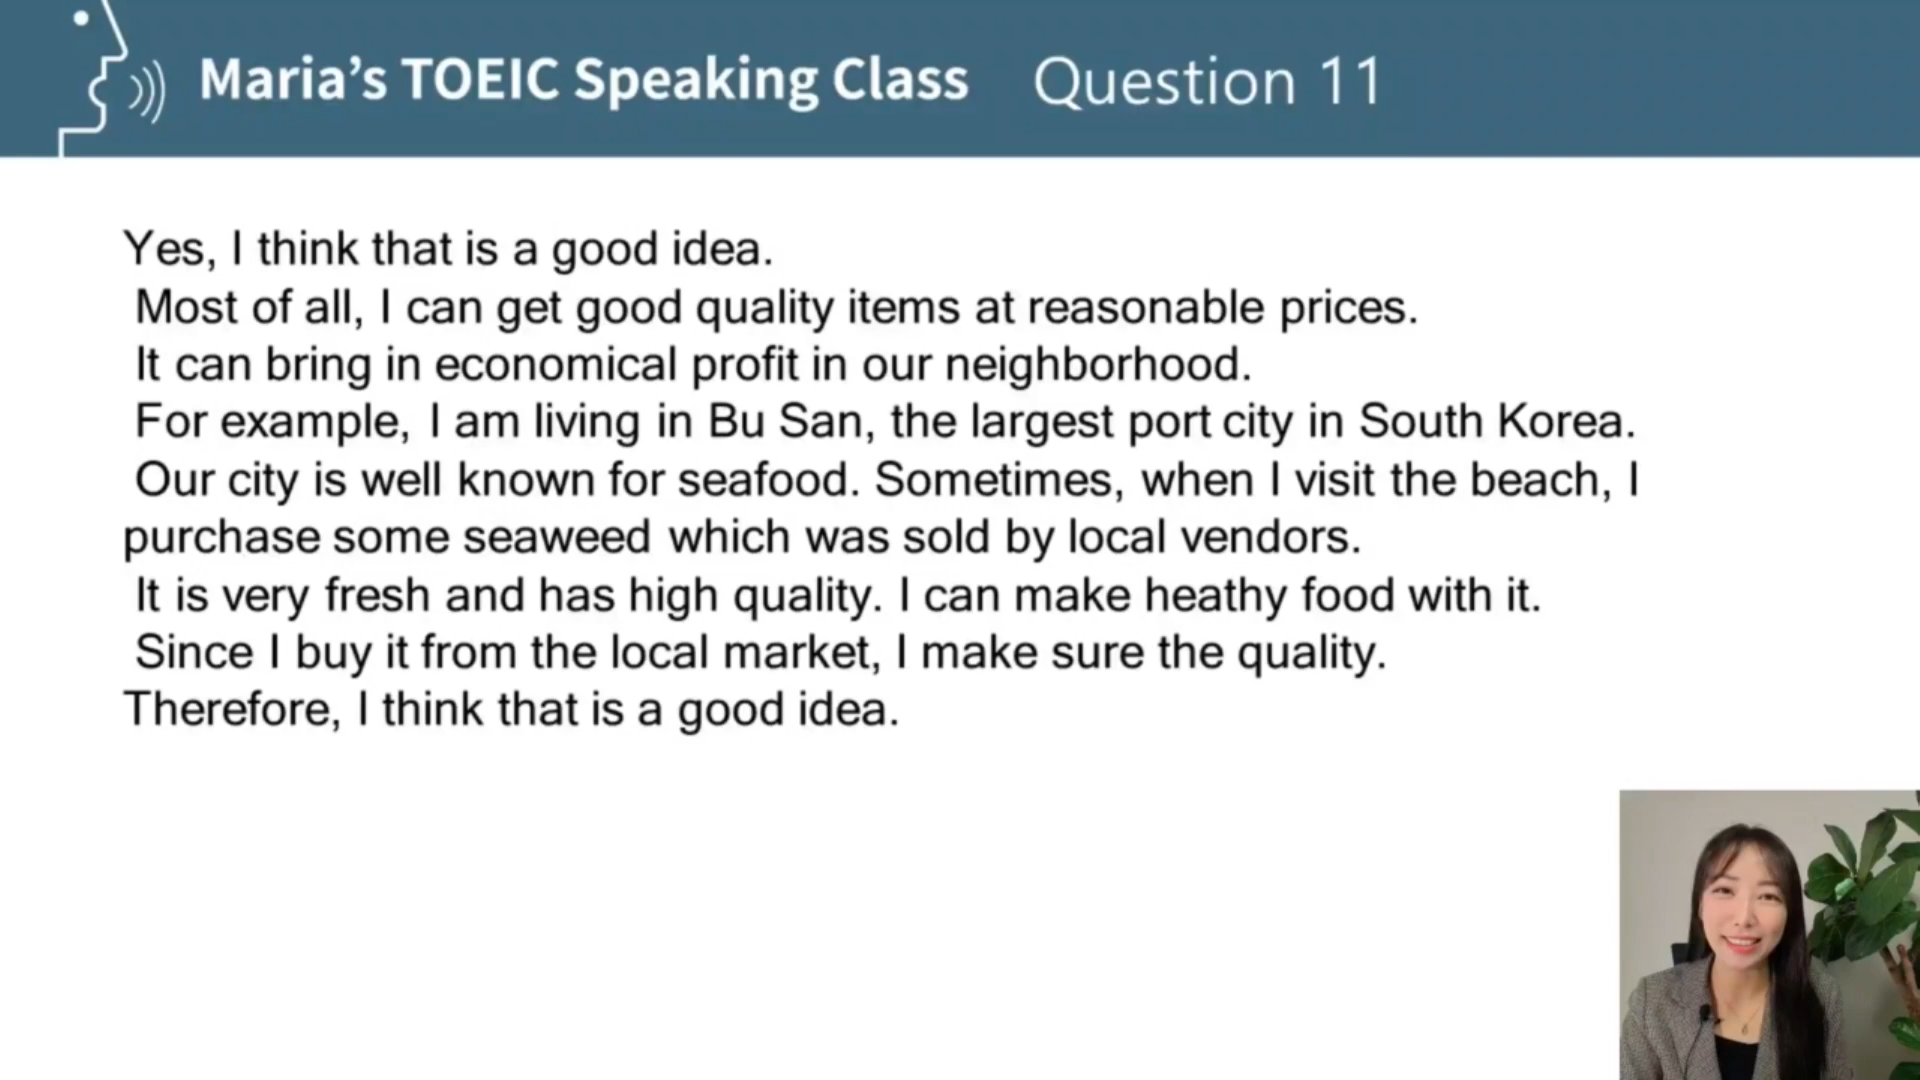 Maria's TOEIC Speaking Class Question 11
Yes, I think that is a good idea.
Most of all, I can get good quality items at reasonable prices.
It can bring in economical profit in our neighborhood.
For example, I am living in Bu San, the largest port city in South Korea.
Our city is well known for seafood. Sometimes, when I visit the beach, I
purchase some seaweed which was sold by local vendors.
It is very fresh and has high quality. I can make heathy food with it.
Since I buy it from the local market, I make sure the quality.
Therefore, I think that is a good idea.